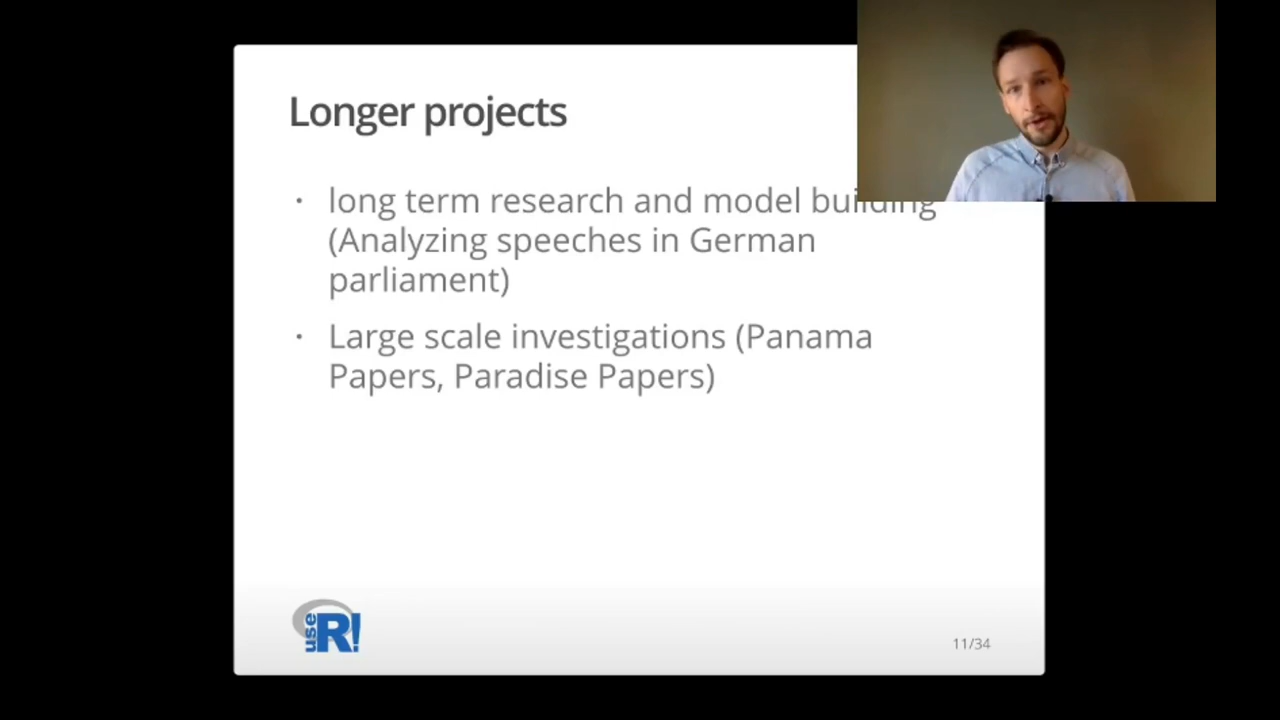 Longer projects
· long term research and model building
(Analyzing speeches in German
parliament)
· Large scale investigations (Panama
Papers, Paradise Papers)
use R!
11/34